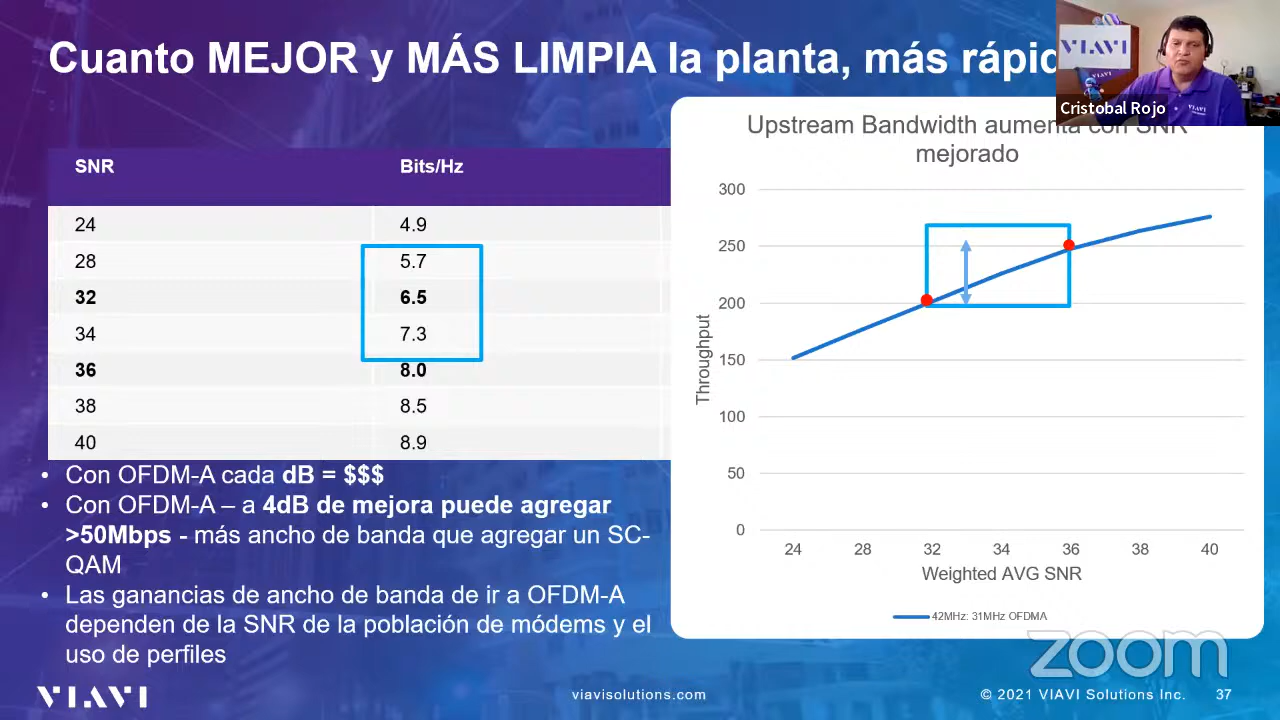 Cuanto MEJOR y MÁS LIMPIA la planta, más rápid
VIAVI
VIAVI
VIAVI
Cristobal Rojo
SNR Bits/Hz
24 4.9
28 5.7
32 6.5
34 7.3
36 8.0
38 8.5
40 8.9
• Con OFDM-A cada dB = $$$
• Con OFDM-A – a 4dB de mejora puede agregar
>50Mbps - más ancho de banda que agregar un SC-
QAM
• Las ganancias de ancho de banda de ir a OFDM-A
dependen de la SNR de la población de módems y el
uso de perfiles
Upstream Bandwidth aumenta con SNR
mejorado
300
250
200
150
100
50
0
Throughput
24 28 32 34 36 38 40
Weighted AVG SNR
42MHz: 31MHz OFDMA
zoom
VIAVI
viavisolutions.com
© 2021 VIAVI Solutions Inc. 37